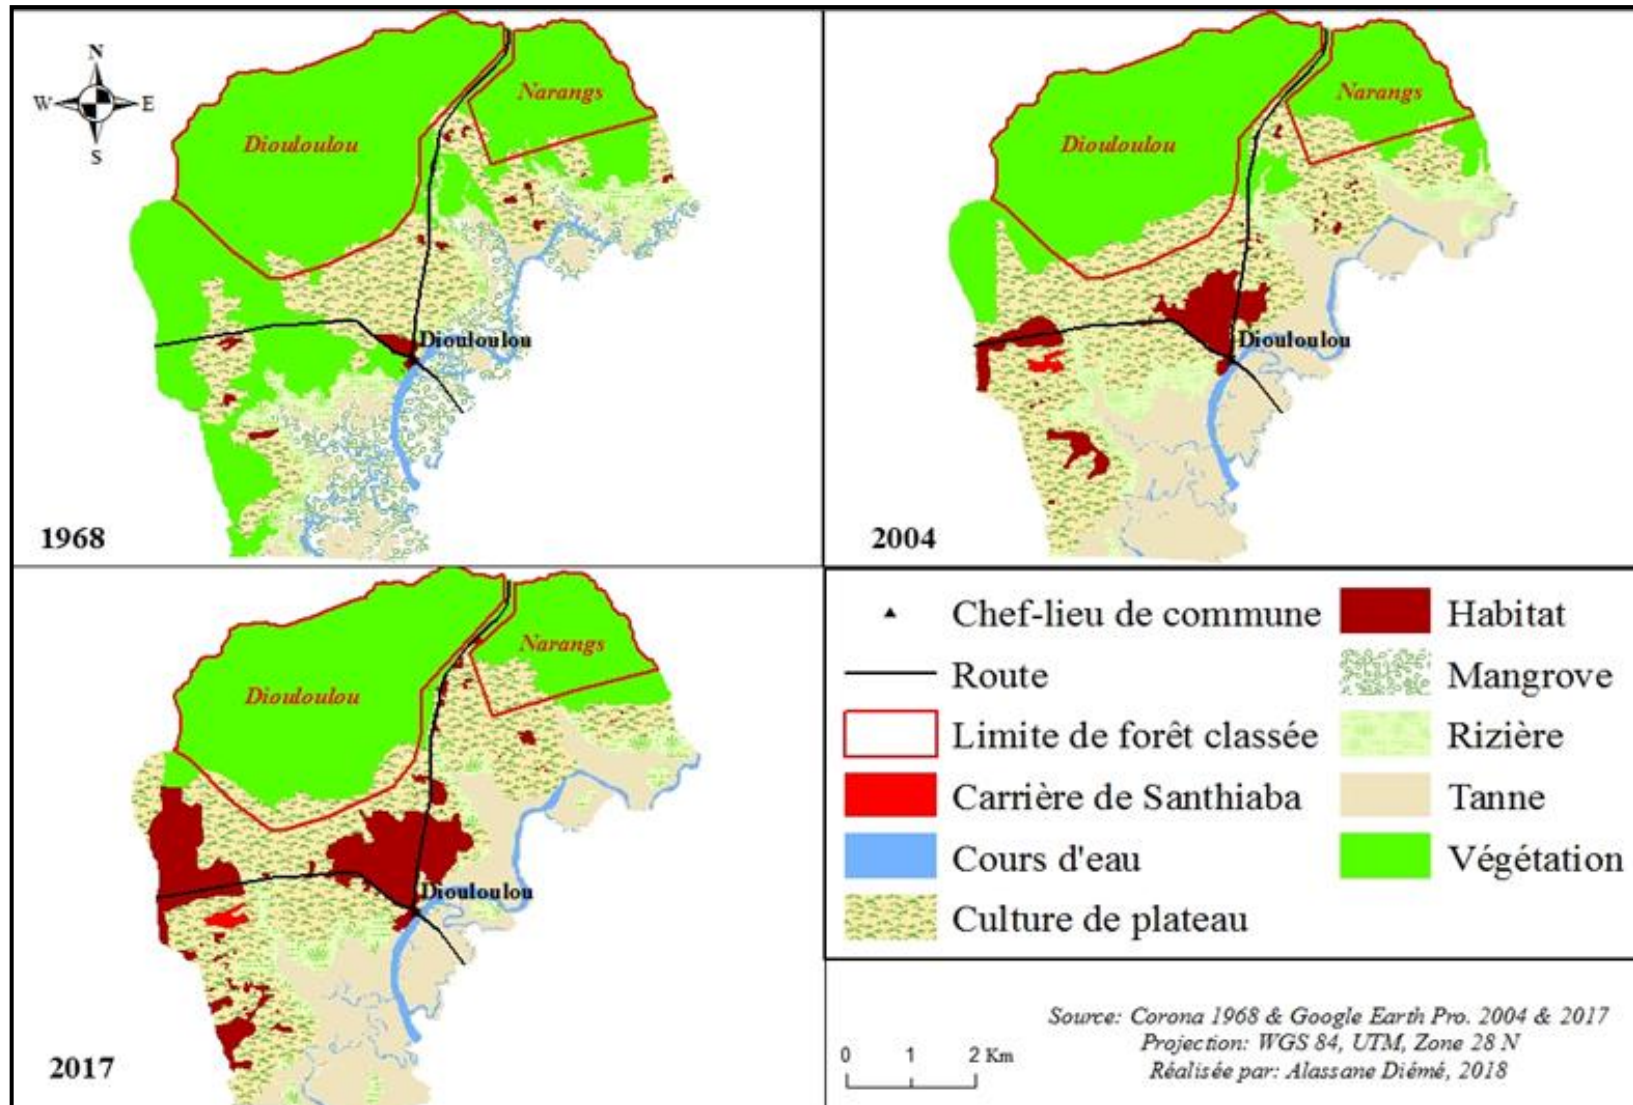 N
W E
S
Diouloulou
Narangs
Diouloulou
1968
Diouloulou
Narangs
Diouloulou
2004
Diouloulou
Narangs
Diouloulou
2017
Chef-lieu de commune
Route
Limite de forêt classée
Carrière de Santhiaba
Cours d'eau
Culture de plateau
Habitat
Mangrove
Rizière
Tanne
Végétation
0 1 2 Km
Source: Corona 1968 & Google Earth Pro. 2004 & 2017
Projection: WGS 84, UTM, Zone 28 N
Réalisée par: Alassane Diémé, 2018